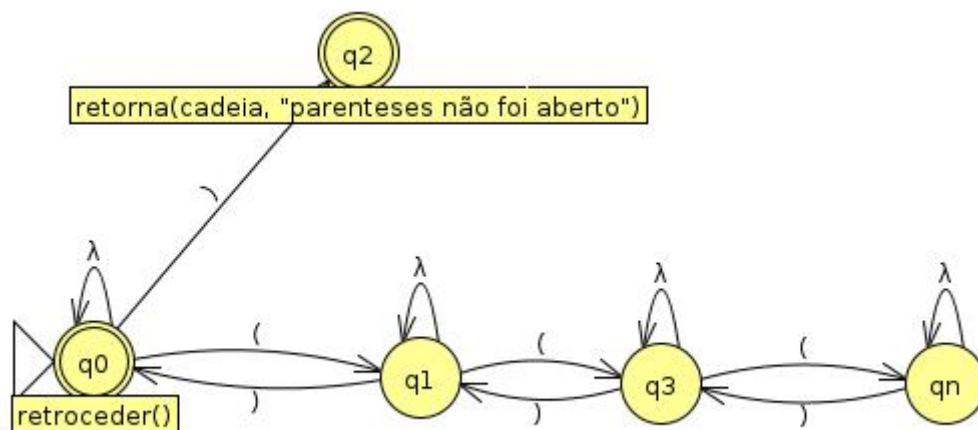 q2
retorna(cadeia, "parenteses não foi aberto")
)
λ
λ
λ
λ
(
(
(
q0
q1
q3
qn
)
)
)
retroceder()